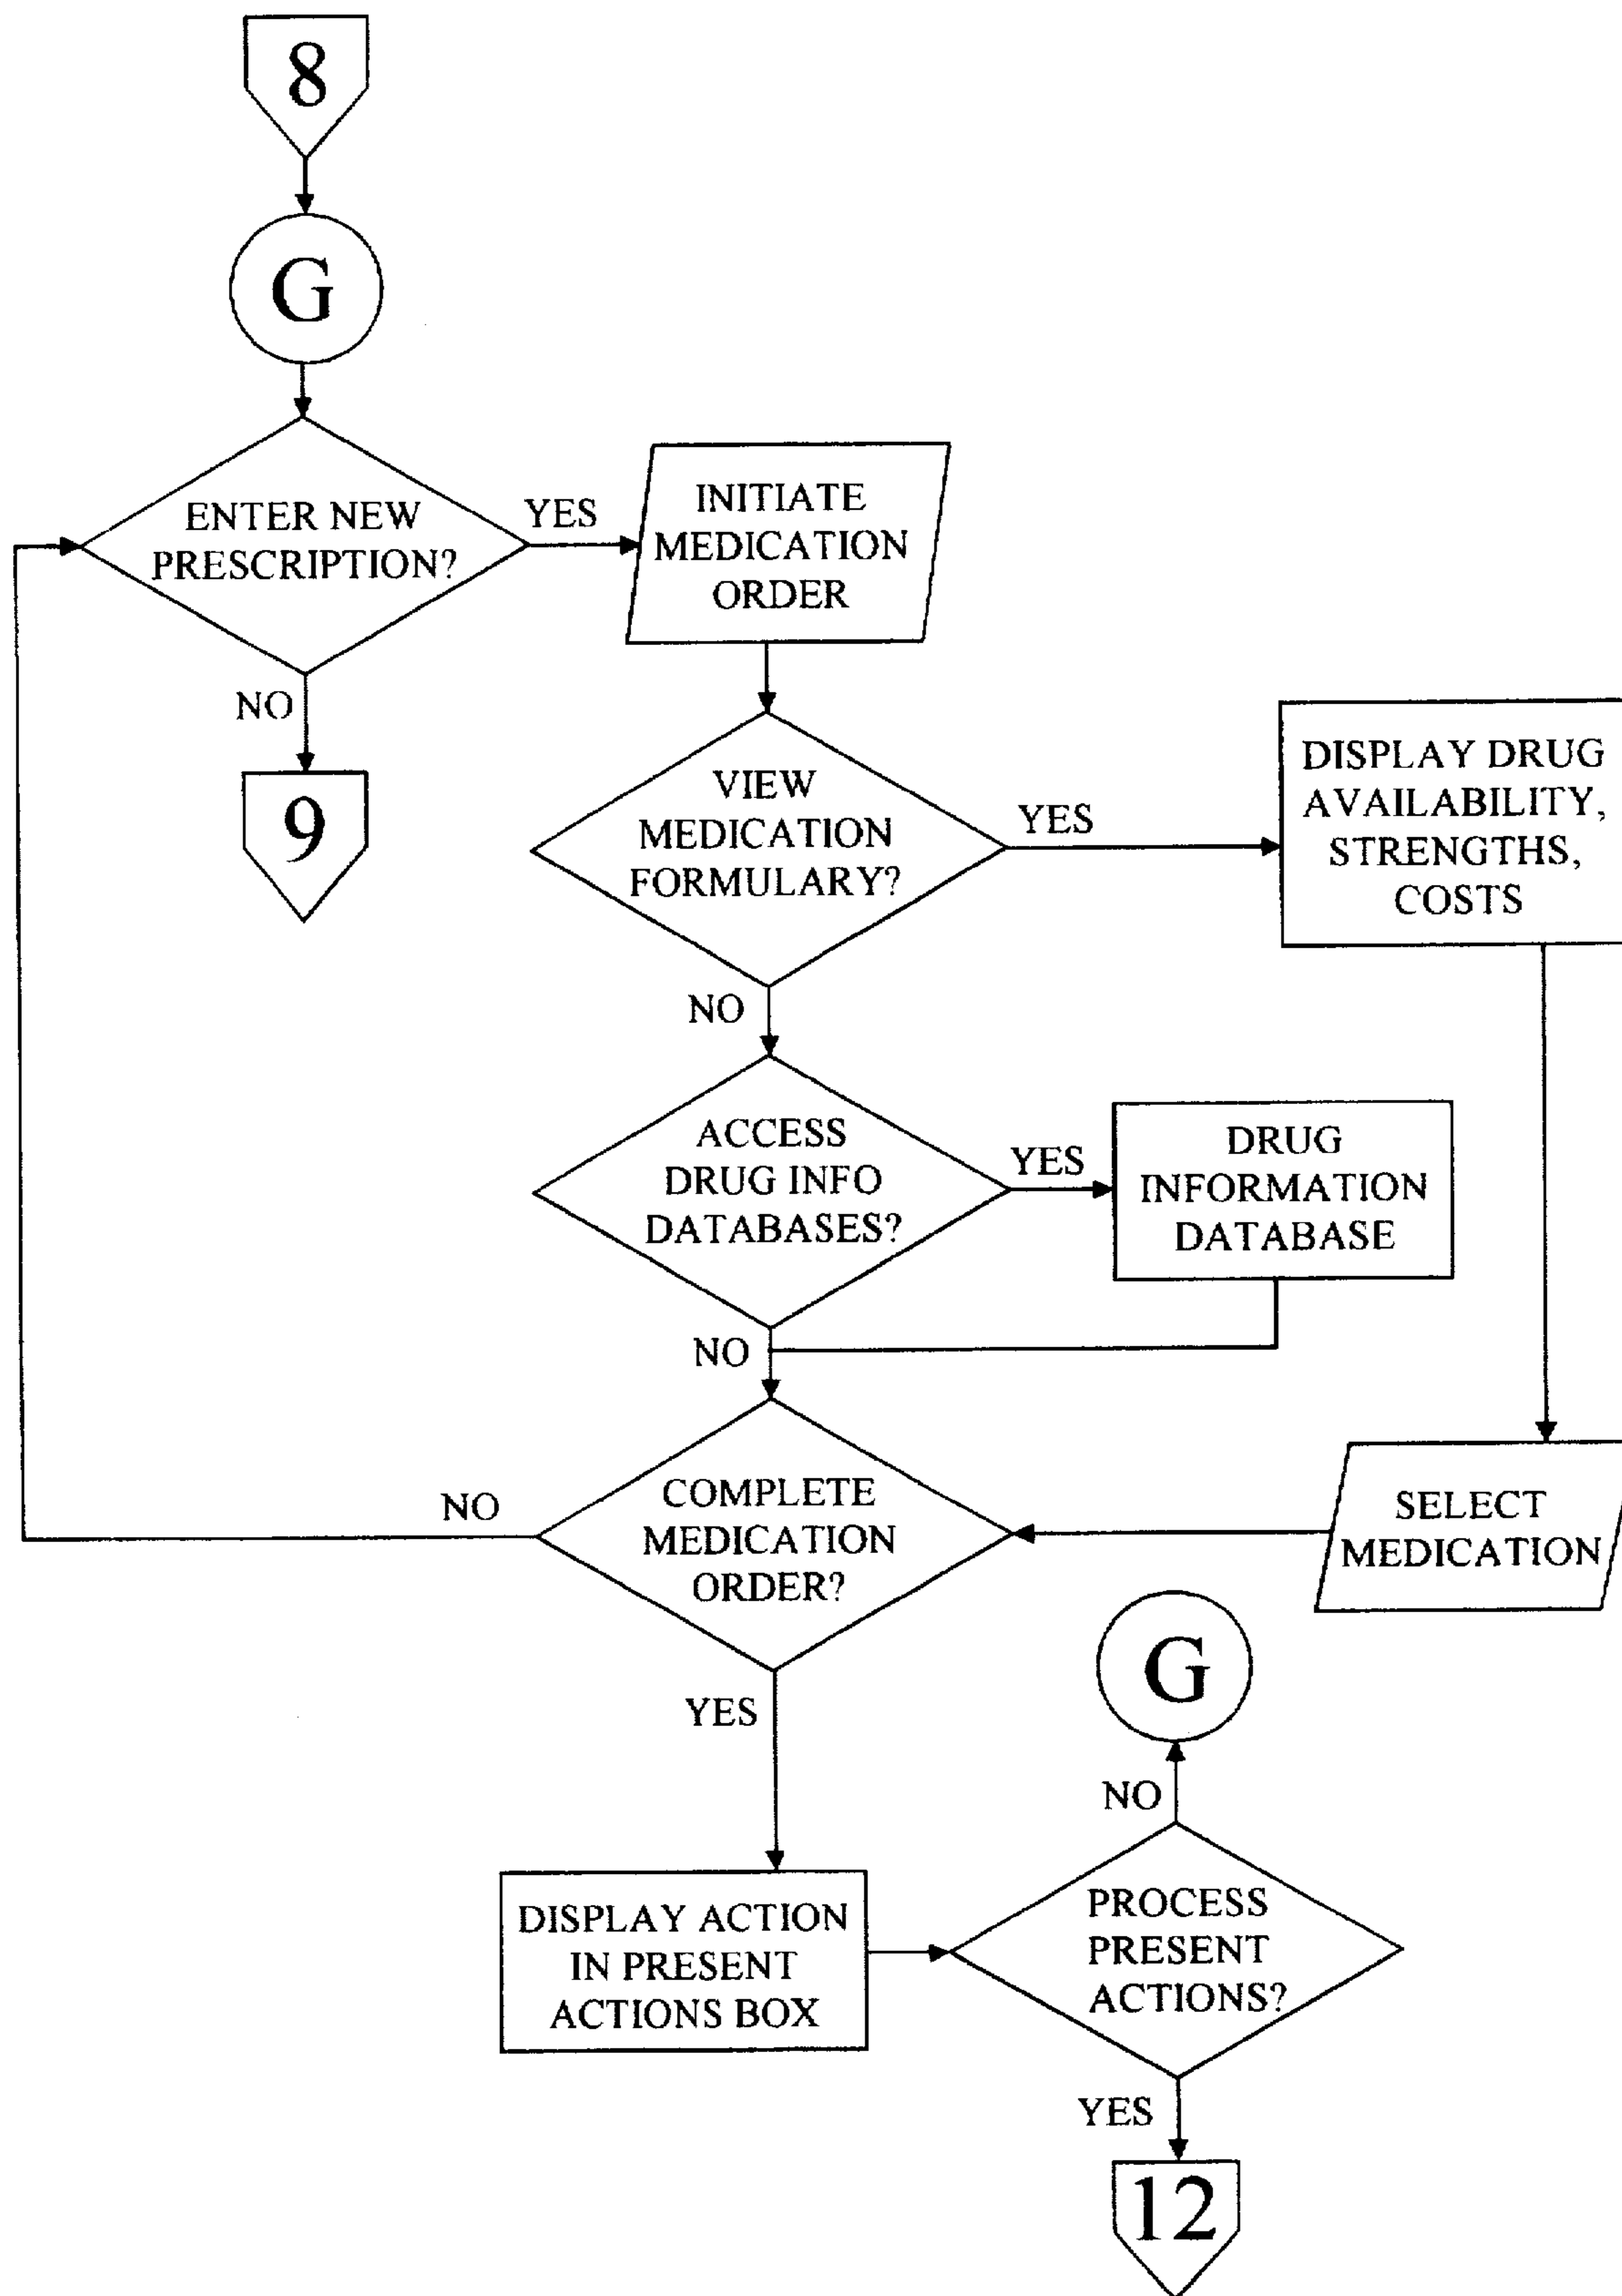 8
G
ENTER NEW
PRESCRIPTION?
YES
INITIATE
MEDICATION
ORDER
NO
9
VIEW
MEDICATION
FORMULARY?
YES
DISPLAY DRUG
AVAILABILITY,
STRENGTHS,
COSTS
NO
ACCESS
DRUG INFO
DATABASES?
YES
DRUG
INFORMATION
DATABASE
NO
COMPLETE
MEDICATION
ORDER?
NO
SELECT
MEDICATION
YES
G
NO
DISPLAY ACTION
IN PRESENT
ACTIONS BOX
PROCESS
PRESENT
ACTIONS?
YES
12